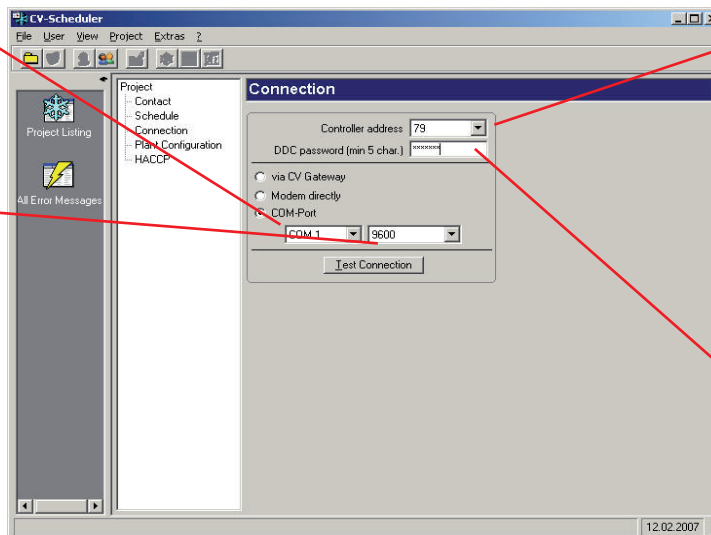 CV-Scheduler
File User View Project Extras ?
Project Listing
All Error Messages
Project
Contact
Schedule
Connection
Plant Configuration
HACCP
Connection
Controller address 79
DDC password (min 5 char.) *******
via CV Gateway
Modem directly
COM-Port
COM 1 9600
Test Connection
12.02.2007